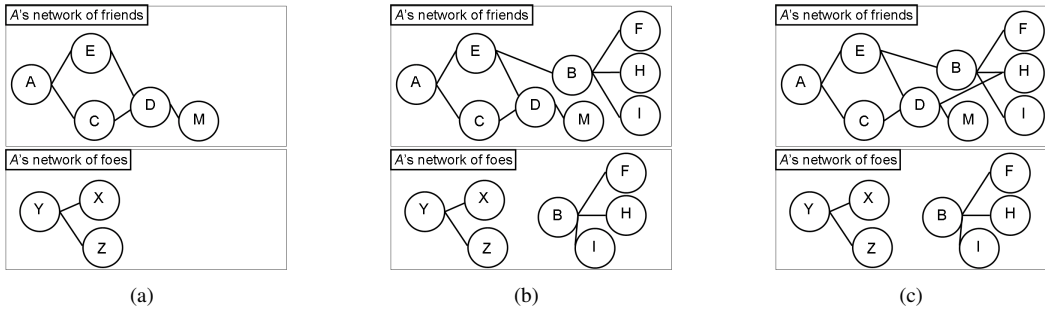 A's network of friends
E
A
C
D
M
A's network of foes
Y
X
Z
(a)
A's network of friends
F
E
B
H
A
D
I
C
M
A's network of foes
F
Y
X
B
H
Z
I
(b)
A's network of friends
F
E
B
H
A
D
I
C
M
A's network of foes
F
Y
X
B
H
Z
I
(c)